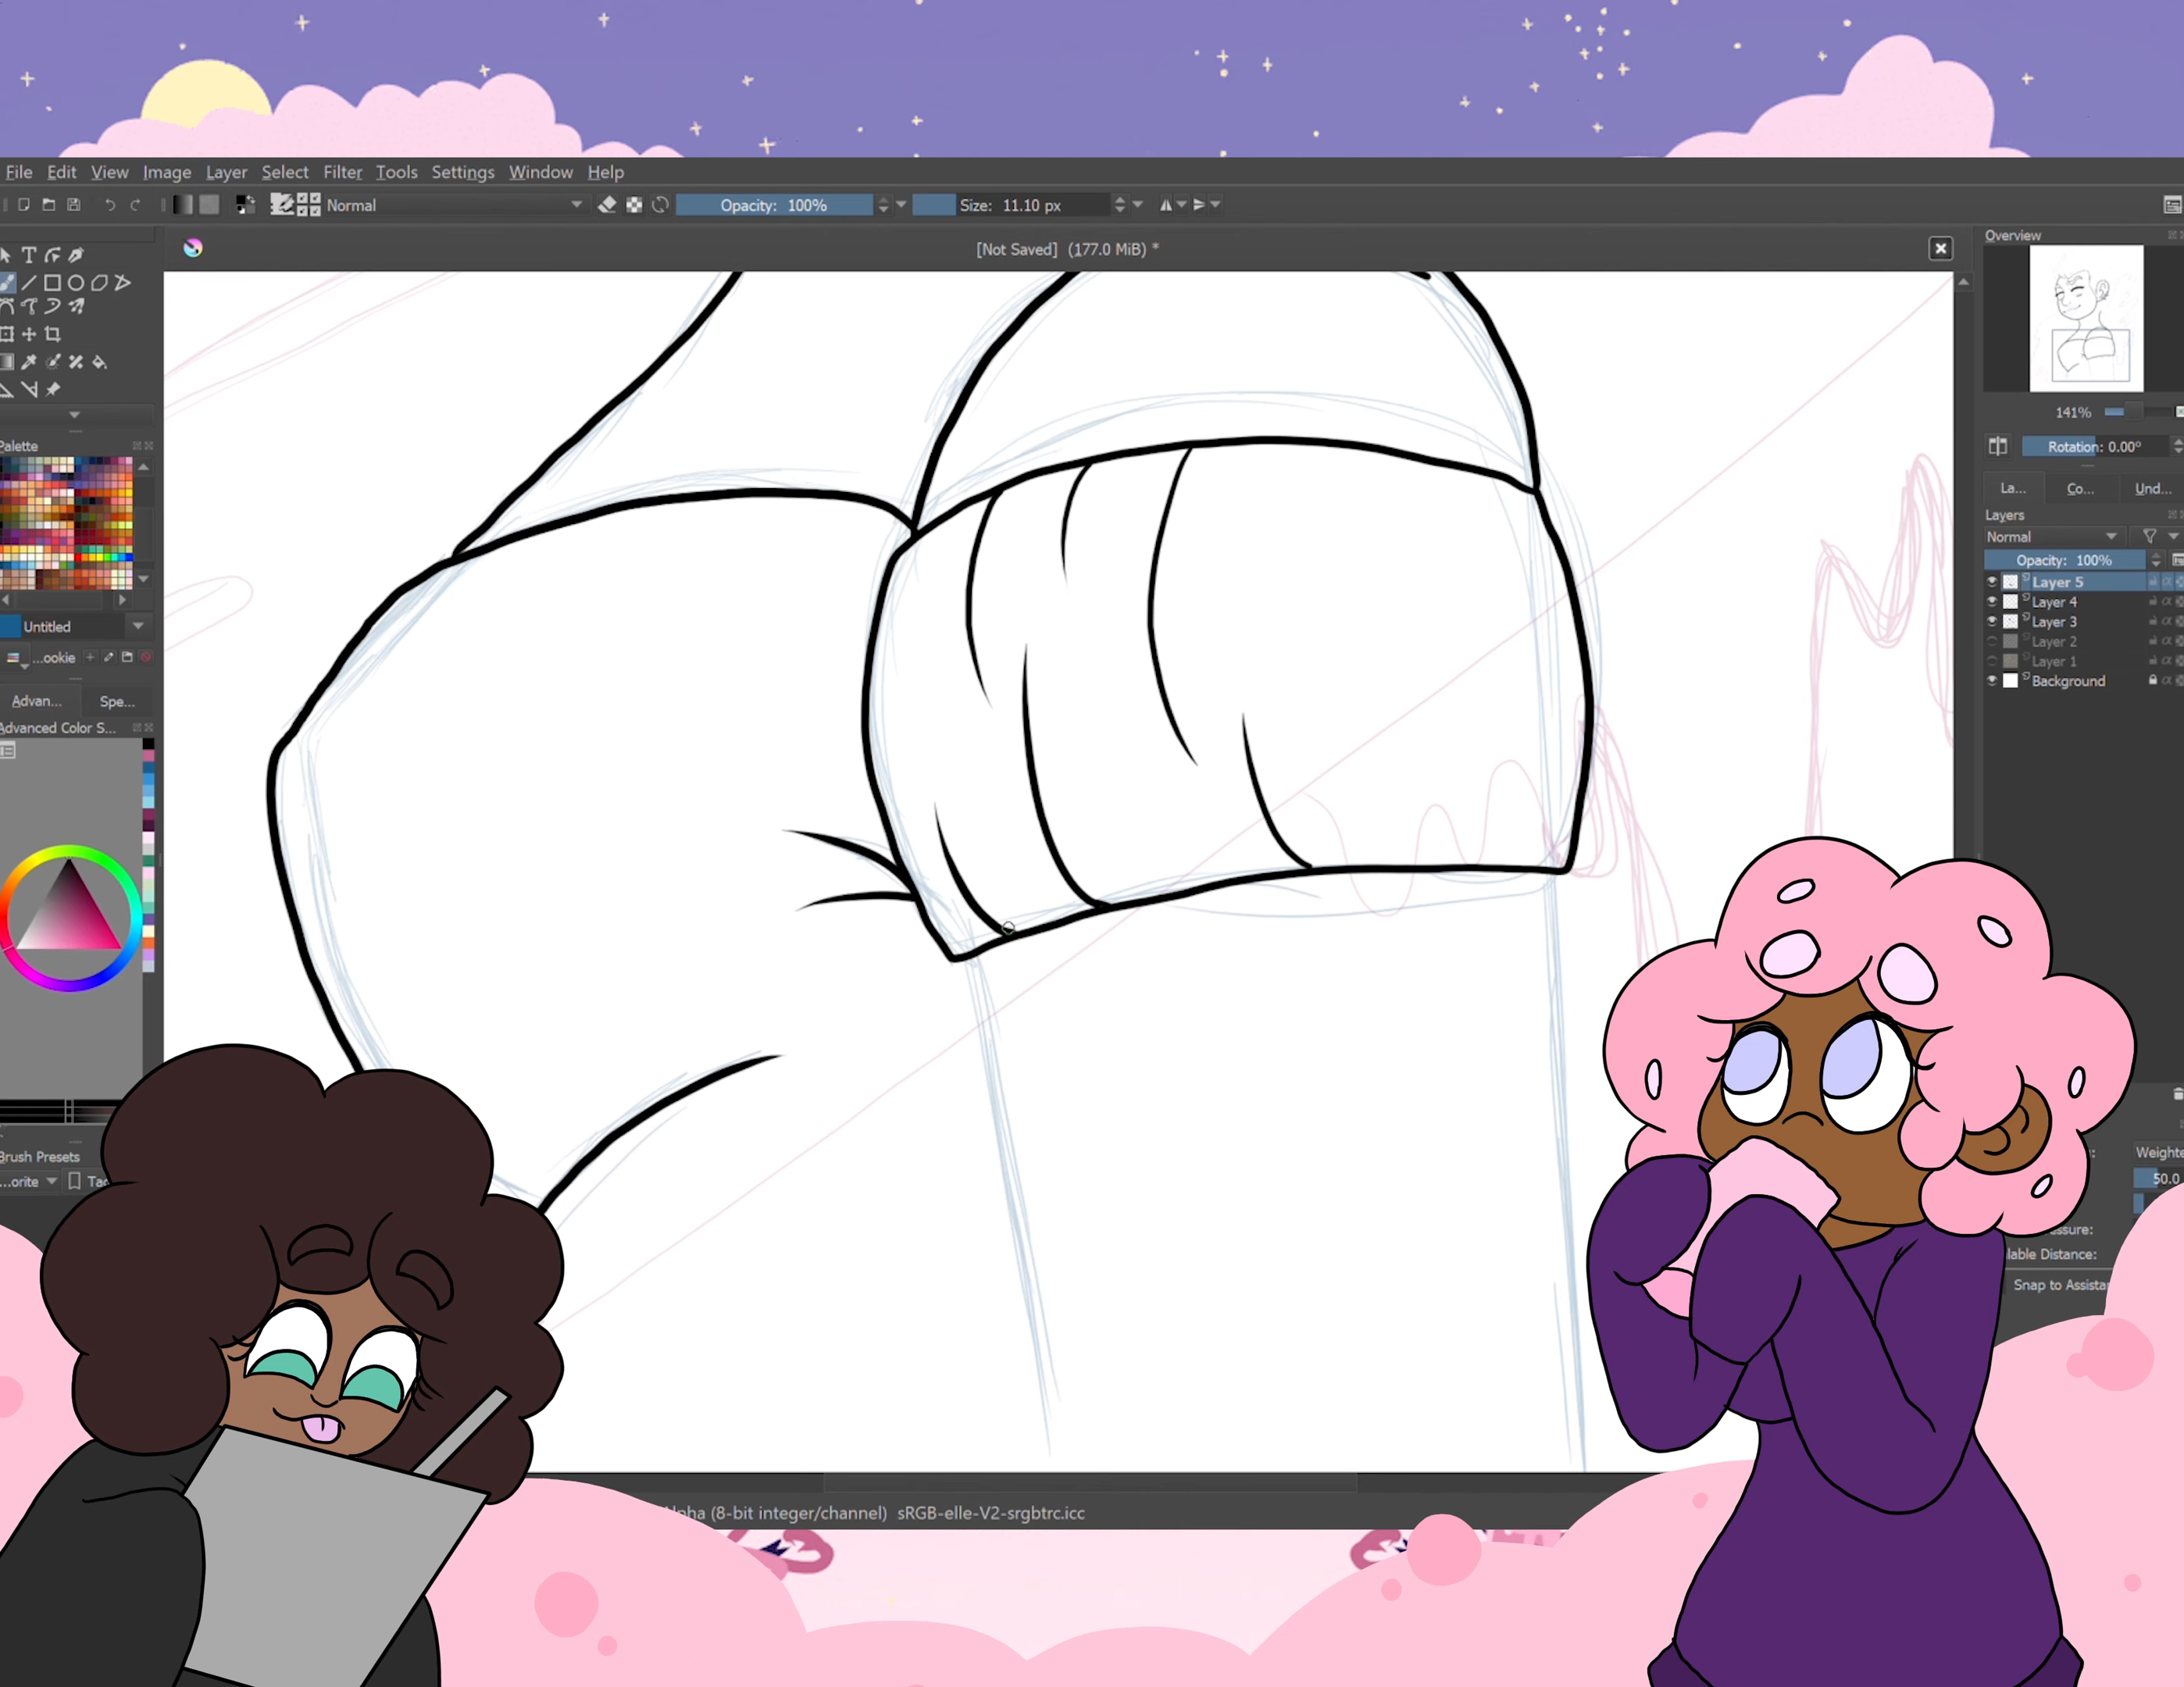 File Edit View Image Layer Select Filter Tools Settings Window Help
Normal Opacity: 100% Size: 11.10 px
[Not Saved] (177.0 MiB) *
Overview
141%
Rotation: 0.00°
La... Co... Und...
Layers
Normal
Opacity: 100%
Layer 5
Layer 4
Layer 3
Layer 2
Layer 1
Background
T
Palette
Untitled
...ookie
Advan... Spe...
Advanced Color S...
Brush Presets
...orite Tag
Weighte
50.0
ssure:
lable Distance:
Snap to Assista
pha (8-bit integer/channel) sRGB-elle-V2-srgbtrc.icc